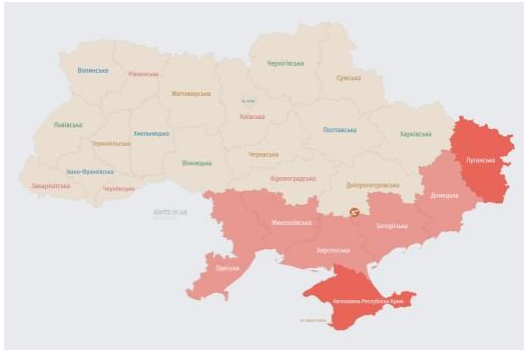 Чернігівська
Волинська
Рівненська
Сумська
Житомирська
Київська
Львівська
Полтавська
Харківська
Хмельницька
Тернопільська
Черкаська
Луганська
Вінницька
Івано-Франківська
Кіровоградська
Дніпропетровська
Закарпатська
Чернівецька
Донецька
alerts.in.ua
Миколаївська
Запорізька
Херсонська
Одеська
Автономна Республіка Крим